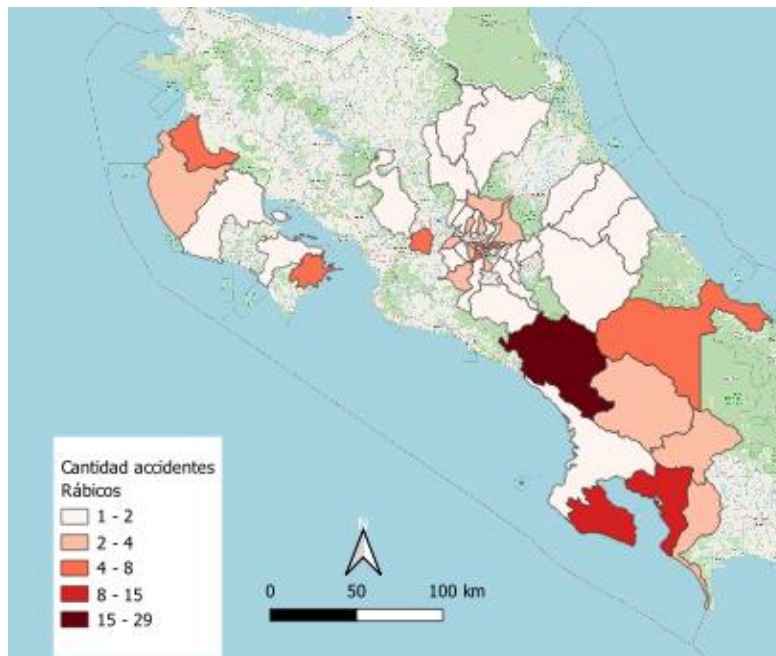 Cantidad accidentes
Rábicos
1 - 2
2 - 4
4 - 8
8 - 15
15 - 29
N
0 50 100 km